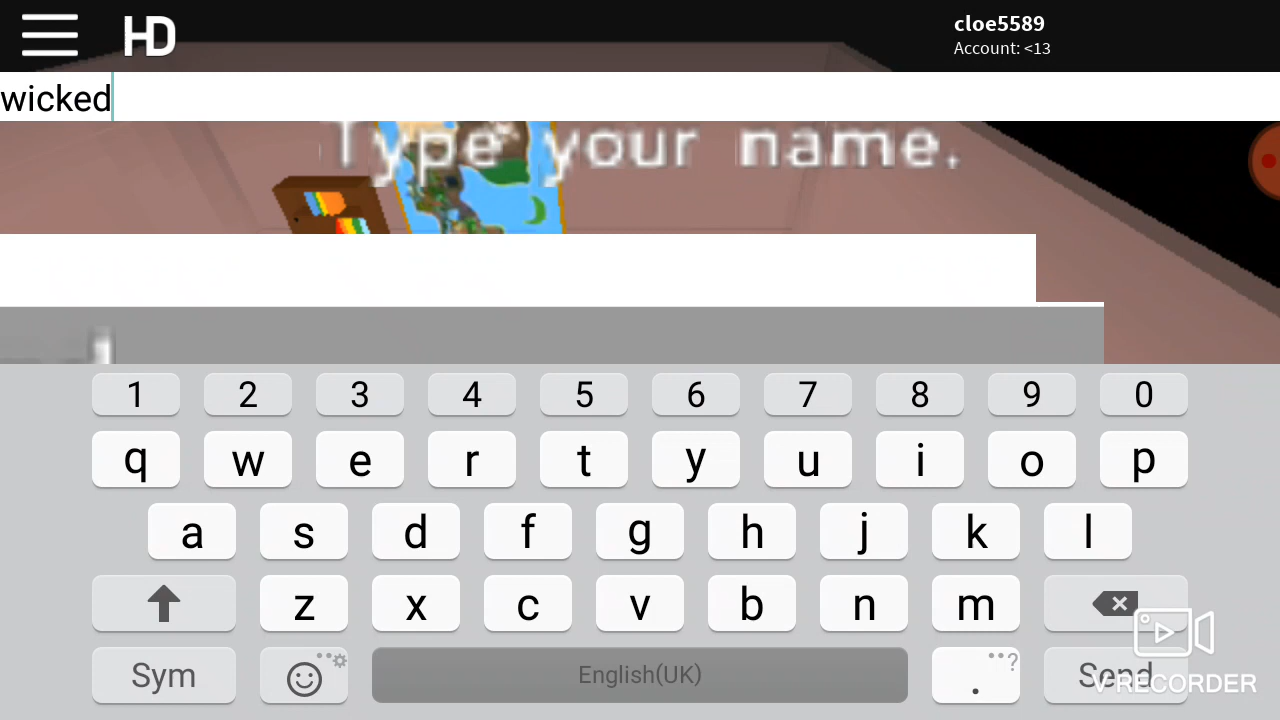 HD
cloe5589
Account: <13
wicked
Type your name.
1 2 3 4 5 6 7 8 9 0
q w e r t y u i o p
a s d f g h j k l
z x c v b n m
Sym English(UK) . ? Send
V RECORDER